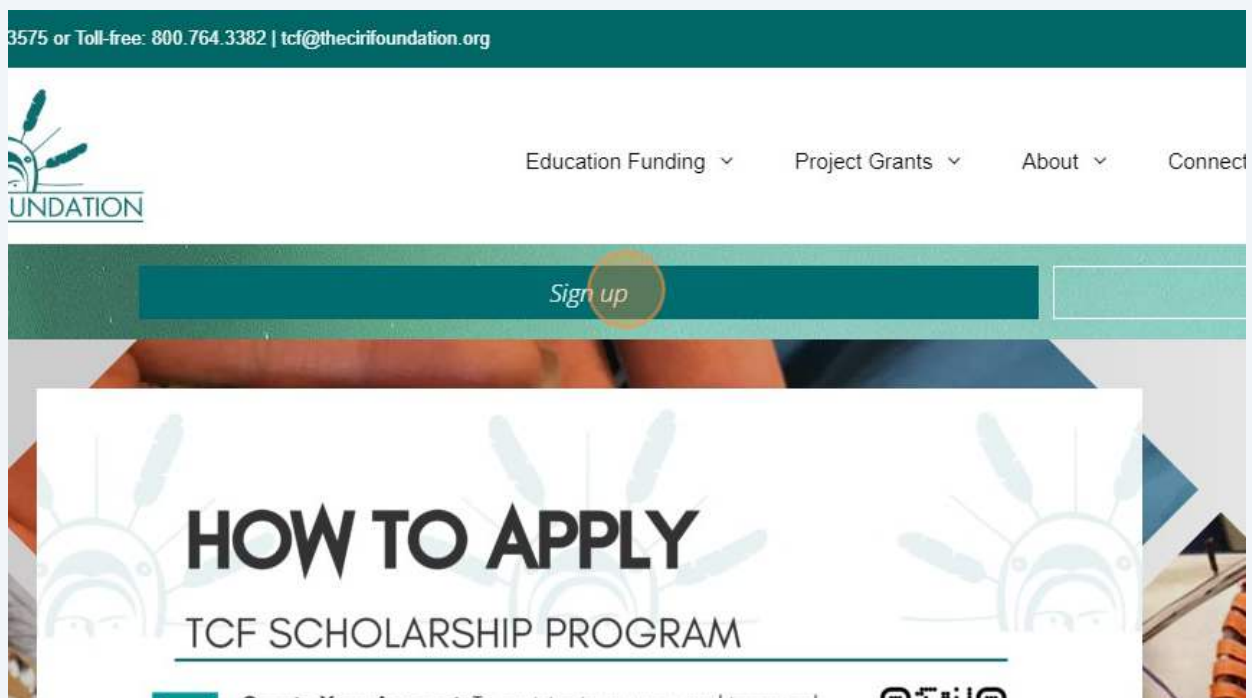 3575 or Toll-free: 800.764.3382 | tcf@thecirifoundation.org
UNDATION
Education Funding
Project Grants
About
Connect
Sign up
HOW TO APPLY
TCF SCHOLARSHIP PROGRAM